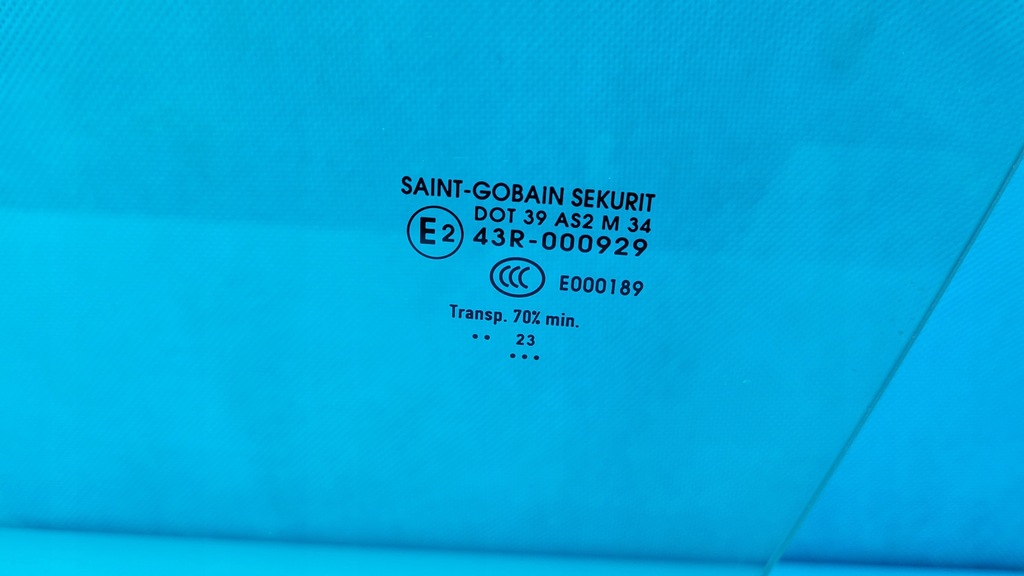 SAINT-GOBAIN SEKURIT
DOT 39 AS2 M 34
E2 43R-000929
CCC E000189
Transp. 70% min.
.. 23
...